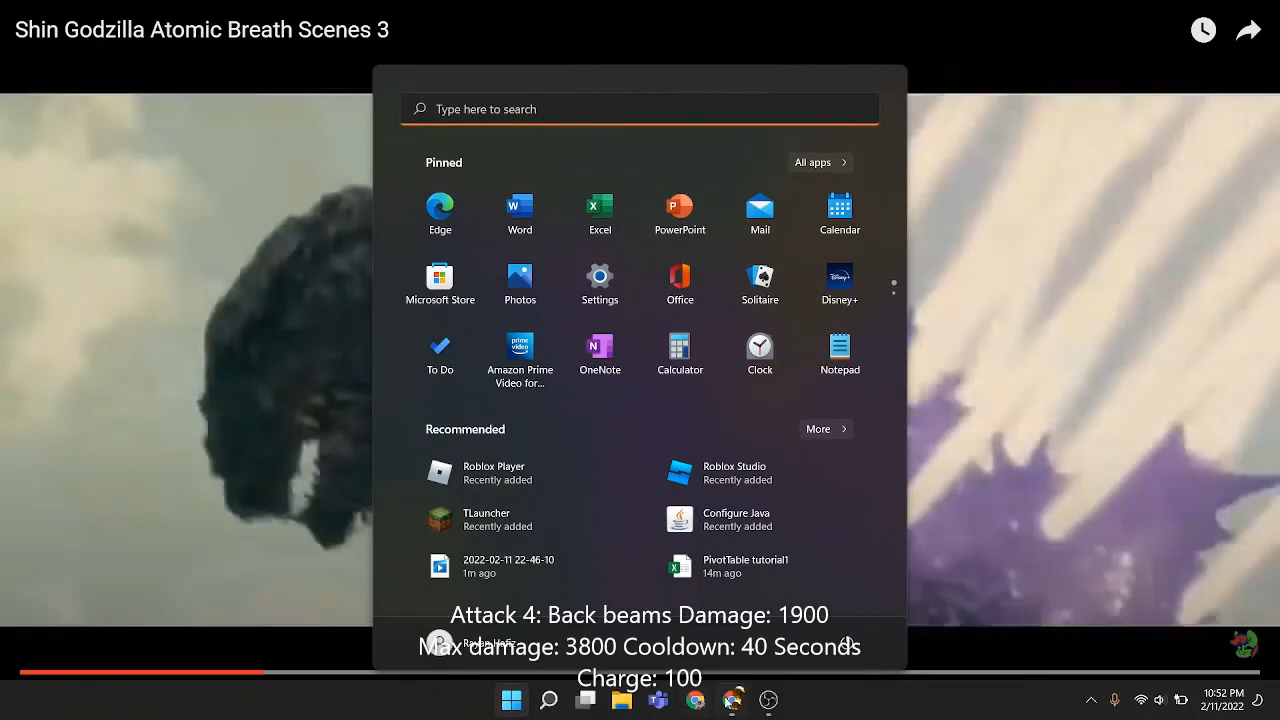 Shin Godzilla Atomic Breath Scenes 3
Type here to search
Pinned
All apps
Edge
Word
Excel
PowerPoint
Mail
Calendar
Microsoft Store
Photos
Settings
Office
Solitaire
Disney+
To Do
prime video
Amazon Prime
Video for...
OneNote
Calculator
Clock
Notepad
Recommended
More
Roblox Player
Recently added
Roblox Studio
Recently added
TLauncher
Recently added
Configure Java
Recently added
2022-02-11 22-46-10
1m ago
PivotTable tutorial1
14m ago
Attack 4: Back beams Damage: 1900
Max damage: 3800 Cooldown: 40 Seconds
Charge: 100
10:52 PM
2/11/2022